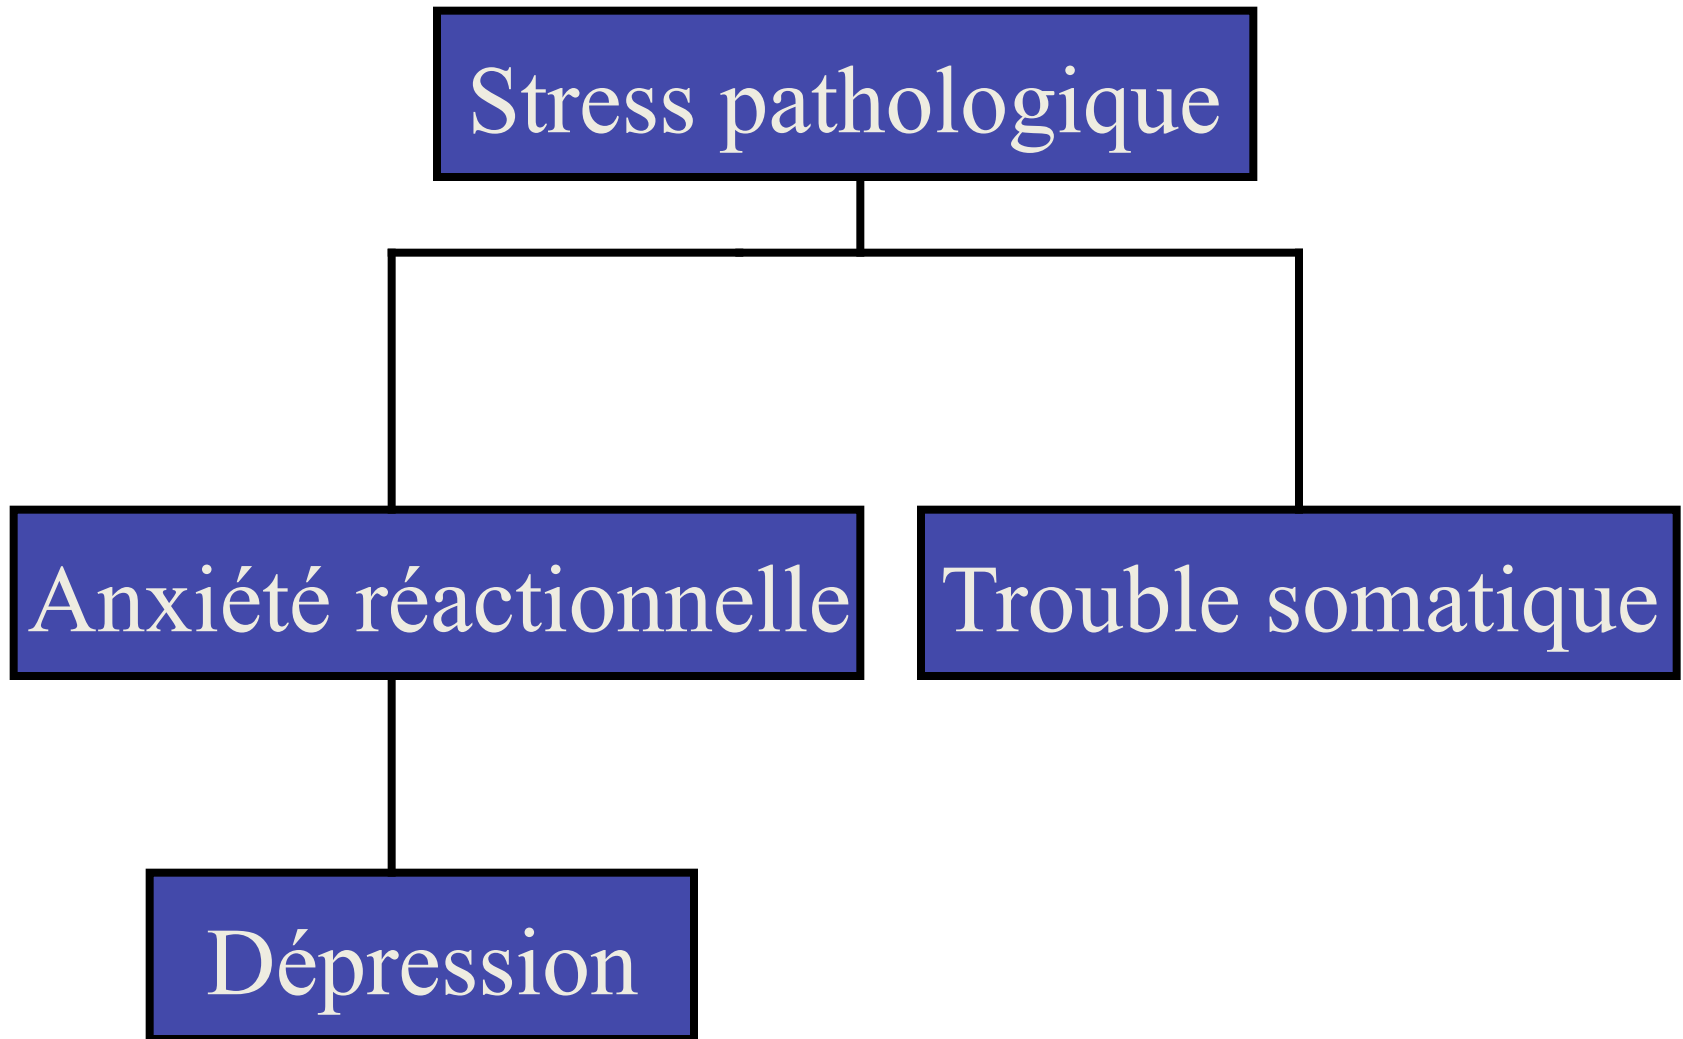 Stress pathologique
Anxiété réactionnelle
Trouble somatique
Dépression